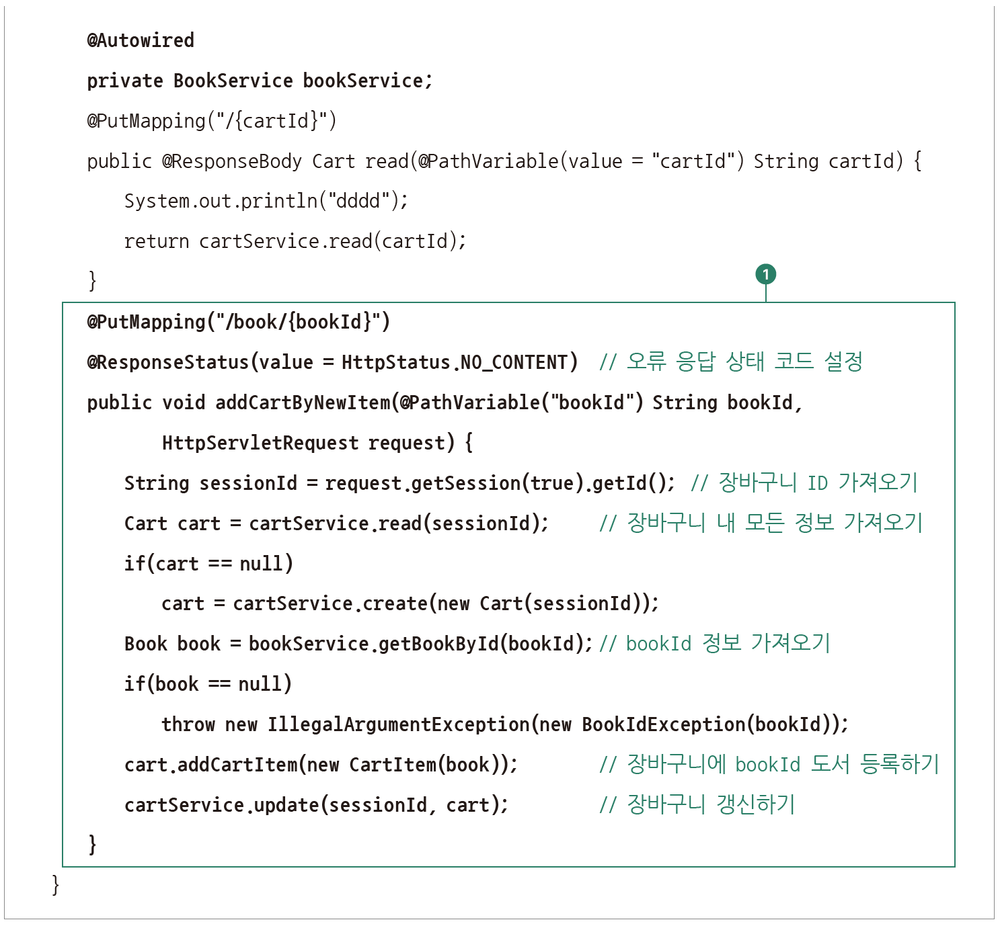 @Autowired
private BookService bookService;
@PutMapping("/{cartId}")
public @ResponseBody Cart read(@PathVariable(value = "cartId") String cartId) {
System.out.println("dddd");
return cartService.read(cartId);
}
1
@PutMapping("/book/{bookId}")
@ResponseStatus(value = HttpStatus.NO_CONTENT) // 오류 응답 상태 코드 설정
public void addCartByNewItem(@PathVariable("bookId") String bookId,
HttpServletRequest request) {
String sessionId = request.getSession(true).getId(); // 장바구니 ID 가져오기
Cart cart = cartService.read(sessionId); // 장바구니 내 모든 정보 가져오기
if(cart == null)
cart = cartService.create(new Cart(sessionId));
Book book = bookService.getBookById(bookId); // bookId 정보 가져오기
if(book == null)
throw new IllegalArgumentException(new BookIdException(bookId));
cart.addCartItem(new CartItem(book)); // 장바구니에 bookId 도서 등록하기
cartService.update(sessionId, cart); // 장바구니 갱신하기
}
}